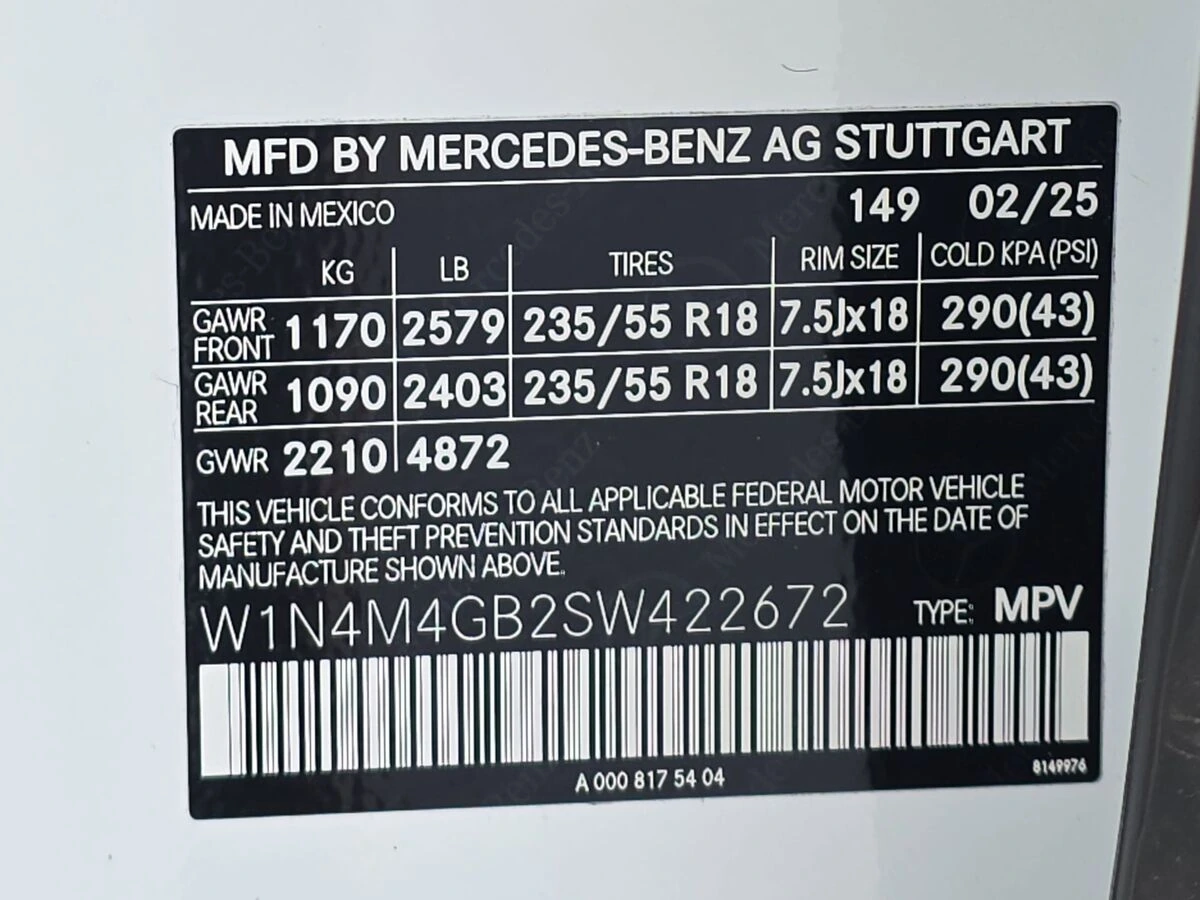 MFD BY MERCEDES-BENZ AG STUTTGART
MADE IN MEXICO 149 02/25
KG LB TIRES RIM SIZE COLD KPA (PSI)
GAWR FRONT 1170 2579 235/55 R18 7.5Jx18 290(43)
GAWR REAR 1090 2403 235/55 R18 7.5Jx18 290(43)
GVWR 2210 4872
THIS VEHICLE CONFORMS TO ALL APPLICABLE FEDERAL MOTOR VEHICLE
SAFETY AND THEFT PREVENTION STANDARDS IN EFFECT ON THE DATE OF
MANUFACTURE SHOWN ABOVE.
W1N4M4GB2SW422672 TYPE: MPV
A 000 817 54 04 8149976